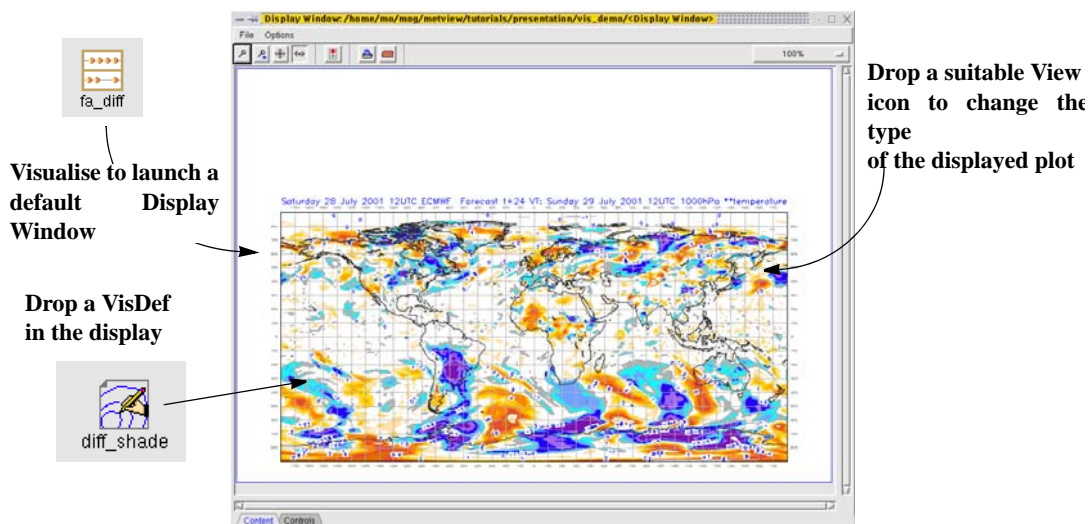 Display Window: /home/mo/mog/metview/tutorials/presentation/vis_demo/<Display Window>
File Options
100%
fa_diff
Visualise to launch a
default Display
Window
Drop a VisDef
in the display
diff_shade
Drop a suitable View
icon to change the
type
of the displayed plot
Saturday 28 July 2001 12UTC ECMWF Forecast t+24 VT: Sunday 29 July 2001 12UTC 1000hPa **temperature
Content Controls